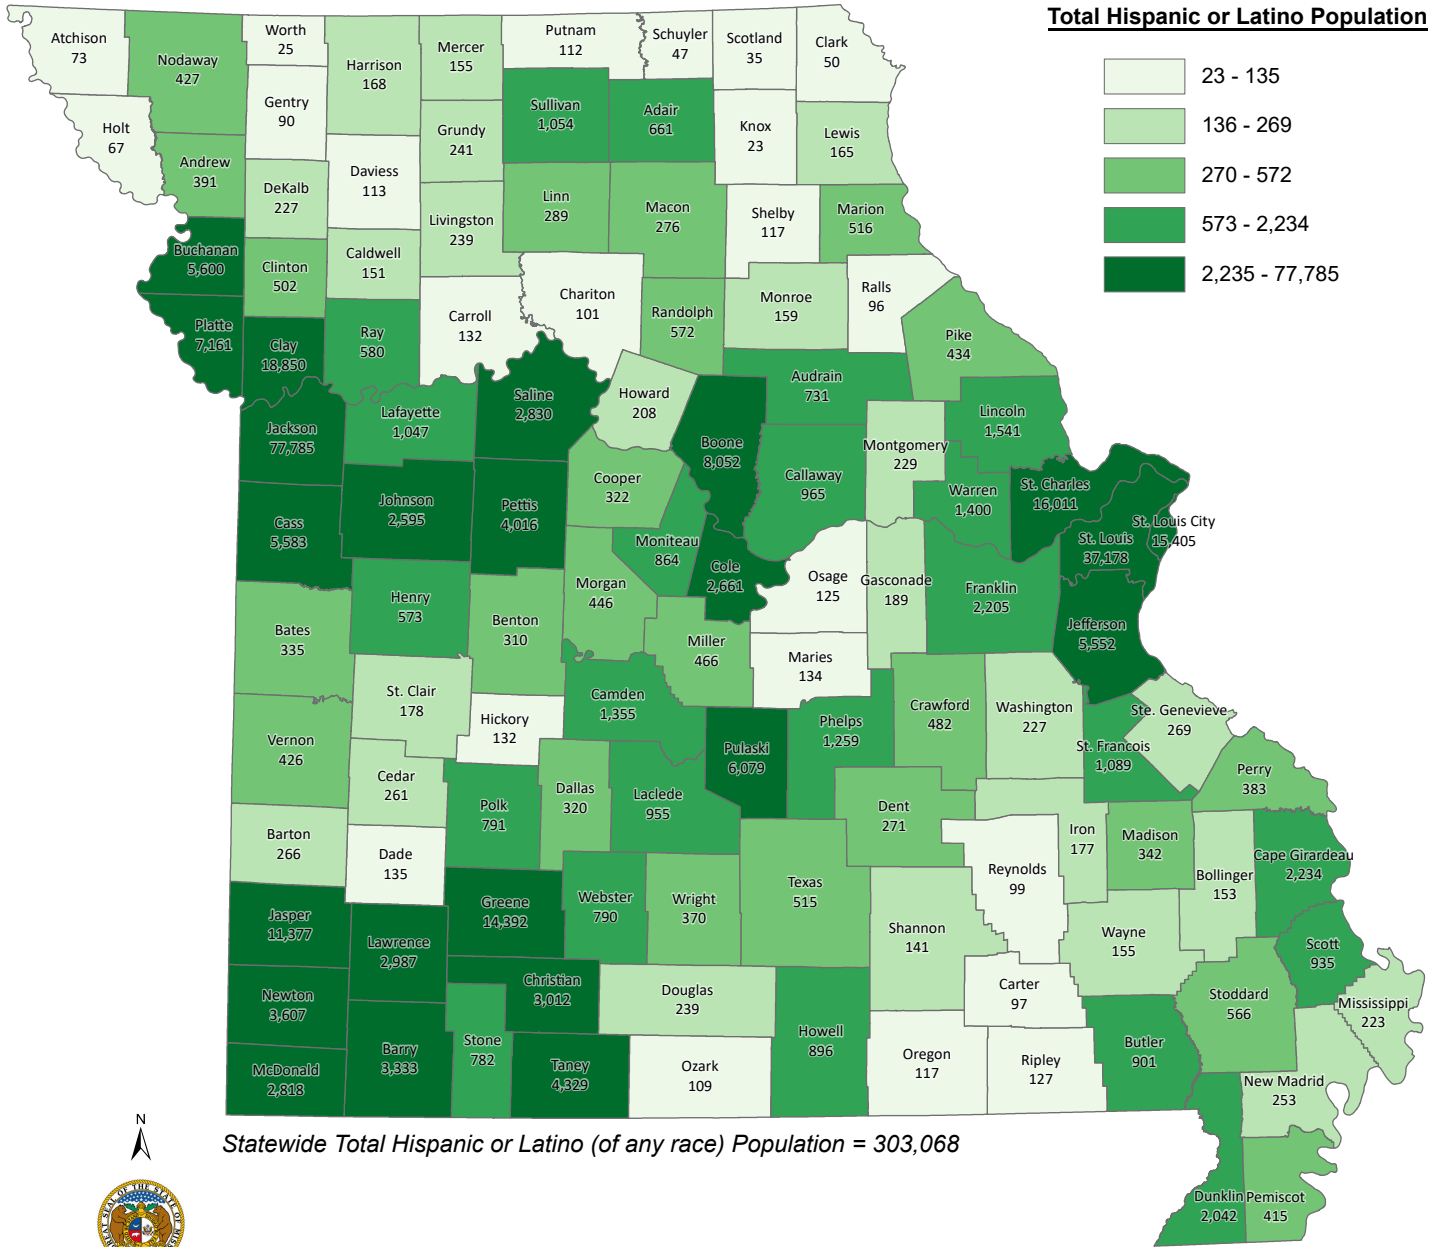 Total Hispanic or Latino Population
23 - 135
136 - 269
270 - 572
573 - 2,234
2,235 - 77,785
Atchison
73
Nodaway
427
Worth
25
Harrison
168
Mercer
155
Putnam
112
Schuyler
47
Scotland
35
Clark
50
Holt
67
Gentry
90
Grundy
241
Sullivan
1,054
Adair
661
Knox
23
Lewis
165
Andrew
391
DeKalb
227
Daviess
113
Livingston
239
Linn
289
Macon
276
Shelby
117
Marion
516
Buchanan
5,600
Clinton
502
Caldwell
151
Carroll
132
Chariton
101
Randolph
572
Monroe
159
Ralls
96
Pike
434
Platte
7,161
Clay
18,850
Ray
580
Saline
2,830
Howard
208
Audrain
731
Lincoln
1,541
Jackson
77,785
Lafayette
1,047
Boone
8,052
Callaway
965
Montgomery
229
Warren
1,400
St. Charles
16,011
St. Louis City
15,405
St. Louis
37,178
Cass
5,583
Johnson
2,595
Pettis
4,016
Cooper
322
Moniteau
864
Cole
2,661
Osage
125
Gasconade
189
Franklin
2,205
Jefferson
5,552
Bates
335
Henry
573
Benton
310
Morgan
446
Miller
466
Maries
134
St. Clair
178
Hickory
132
Camden
1,355
Pulaski
6,079
Phelps
1,259
Crawford
482
Washington
227
St. Francois
1,089
Ste. Genevieve
269
Perry
383
Vernon
426
Cedar
261
Polk
791
Dallas
320
Laclede
955
Dent
271
Iron
177
Madison
342
Bollinger
153
Cape Girardeau
2,234
Barton
266
Dade
135
Greene
14,392
Webster
790
Wright
370
Texas
515
Reynolds
99
Shannon
141
Wayne
155
Scott
935
Jasper
11,377
Lawrence
2,987
Christian
3,012
Douglas
239
Howell
896
Carter
97
Stoddard
566
Mississippi
223
Newton
3,607
Barry
3,333
Stone
782
Taney
4,329
Ozark
109
Oregon
117
Ripley
127
Butler
901
New Madrid
253
McDonald
2,818
Dunklin
2,042
Pemiscot
415
N
Statewide Total Hispanic or Latino (of any race) Population = 303,068